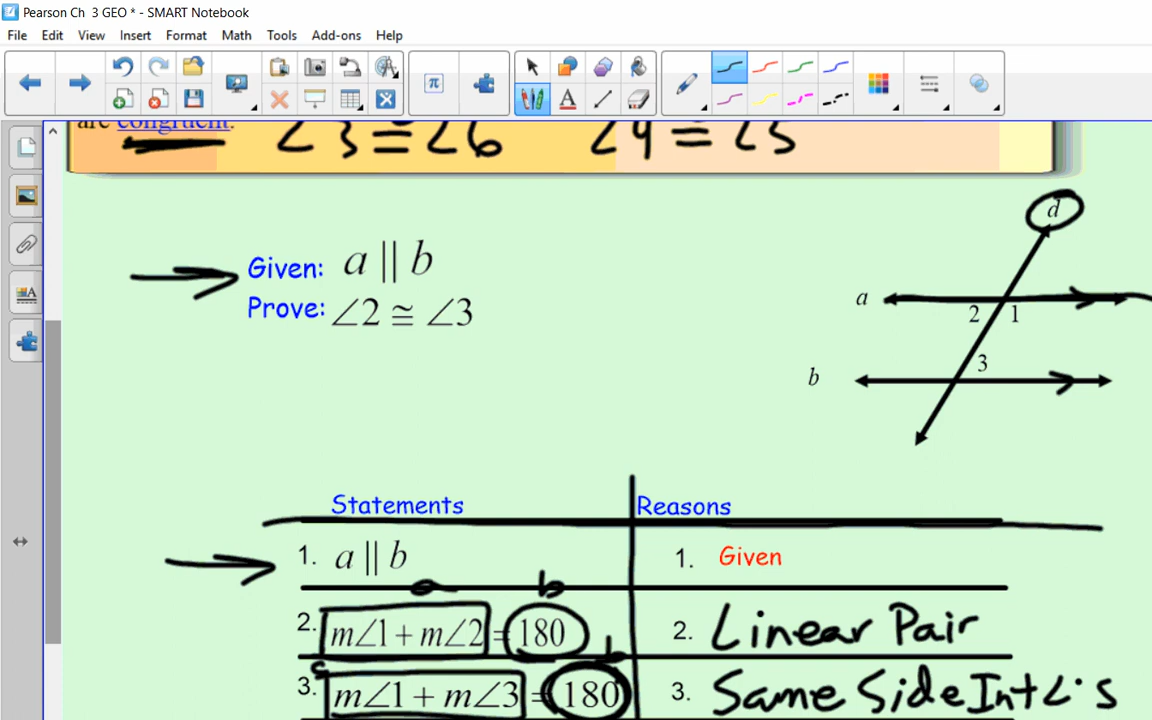 Pearson Ch 3 GEO * - SMART Notebook
File Edit View Insert Format Math Tools Add-ons Help
π
A
are congruent.
∠3 ≅ ∠6 ∠4 = ∠5
d
Given: a || b
Prove: ∠2 ≅ ∠3
a
2 1
3
b
Statements Reasons
1. a || b 1. Given
a b
2. m∠1 + m∠2 = 180 2. Linear Pair
c b
3. m∠1 + m∠3 = 180 3. Same Side Int ∠'s